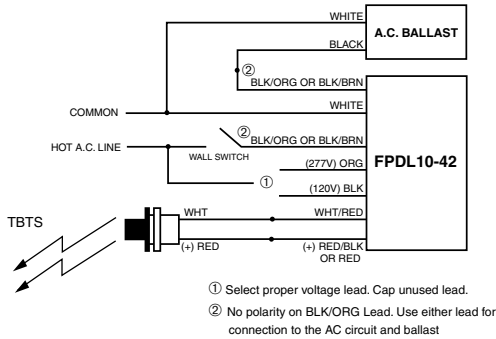 WHITE
A.C. BALLAST
BLACK
②
BLK/ORG OR BLK/BRN
COMMON
WHITE
HOT A.C. LINE
WALL SWITCH
②
BLK/ORG OR BLK/BRN
FPDL10-42
(277V) ORG
①
(120V) BLK
TBTS
WHT
WHT/RED
(+) RED
(+) RED/BLK
OR RED
① Select proper voltage lead. Cap unused lead.
② No polarity on BLK/ORG Lead. Use either lead for
connection to the AC circuit and ballast